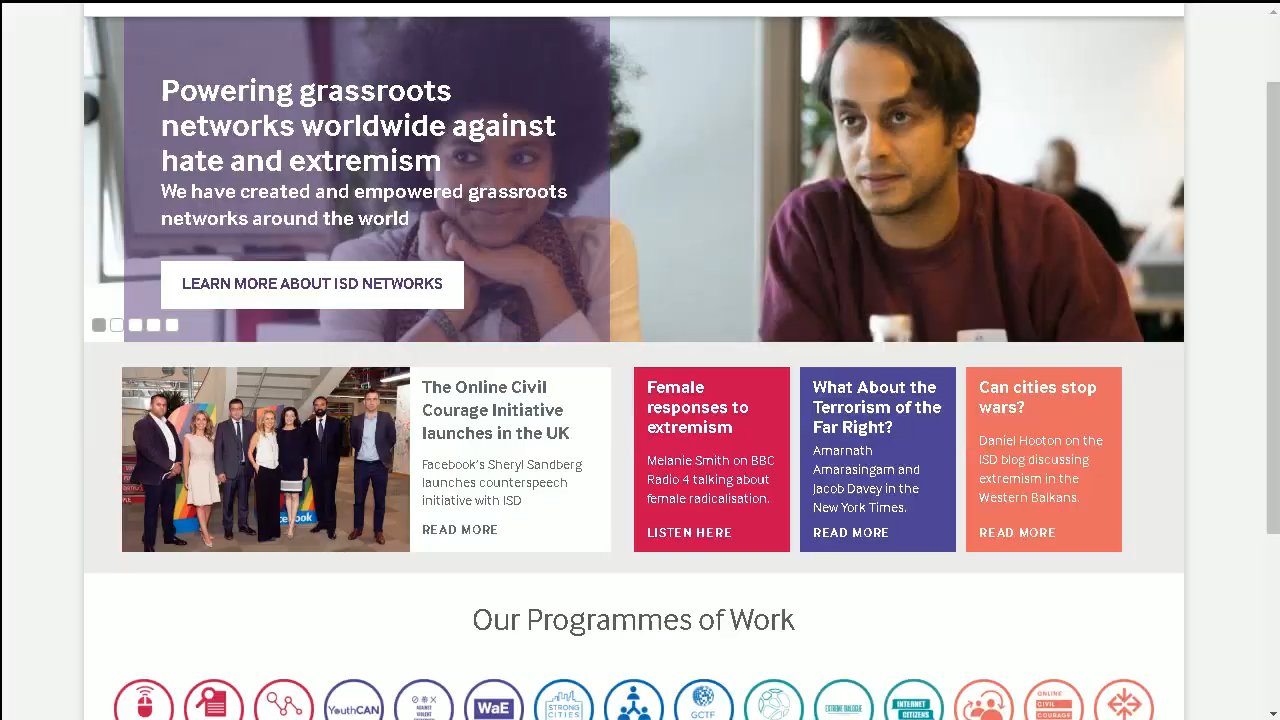 Powering grassroots
networks worldwide against
hate and extremism
We have created and empowered grassroots
networks around the world
LEARN MORE ABOUT ISD NETWORKS
The Online Civil
Courage Initiative
launches in the UK
Facebook's Sheryl Sandberg
launches counterspeech
initiative with ISD
READ MORE
Female
responses to
extremism
Melanie Smith on BBC
Radio 4 talking about
female radicalisation.
LISTEN HERE
What About the
Terrorism of the
Far Right?
Amarnath
Amarasingam and
Jacob Davey in the
New York Times.
READ MORE
Can cities stop
wars?
Daniel Hooton on the
ISD blog discussing
extremism in the
Western Balkans.
READ MORE
Our Programmes of Work
YouthCAN
AGAINST
VIOLENT
WaE
STRONG
CITIES
GCTF
EXTREME DIALOGUE
INTERNET
CITIZENS
ONLINE
CIVIL
COURAGE